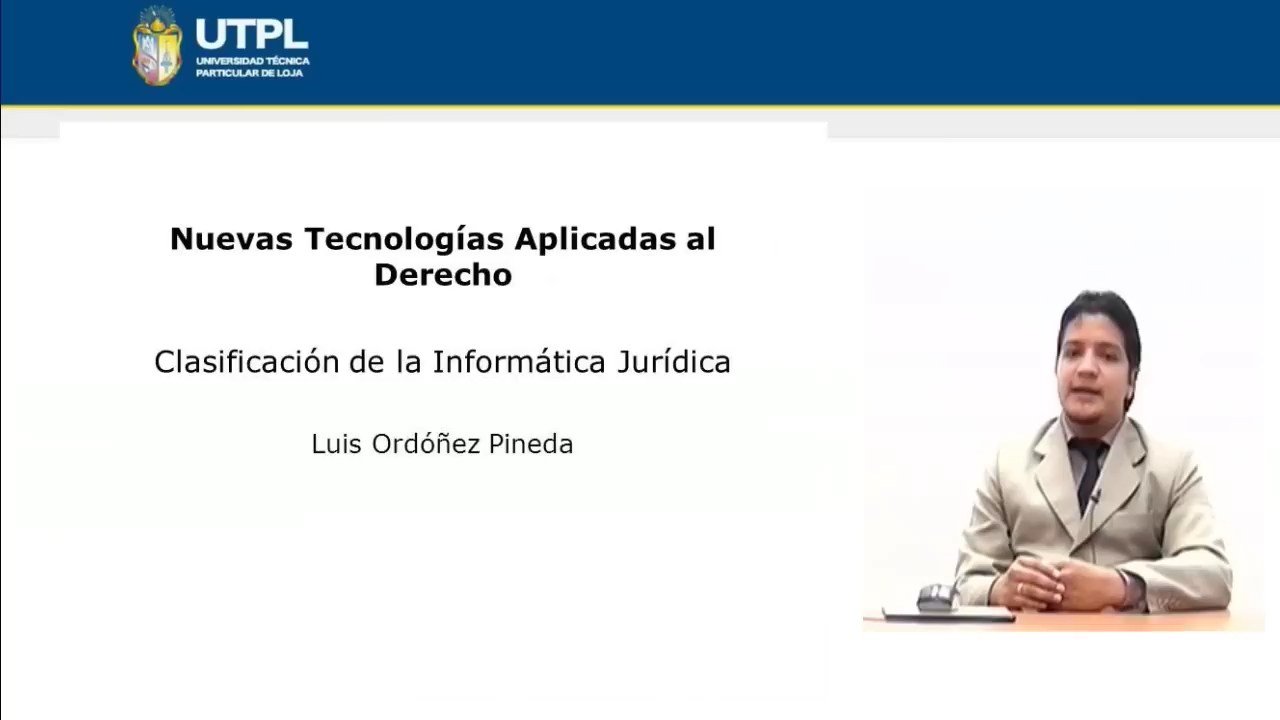 UTPL
UNIVERSIDAD TÉCNICA
PARTICULAR DE LOJA
Nuevas Tecnologías Aplicadas al
Derecho
Clasificación de la Informática Jurídica
Luis Ordóñez Pineda